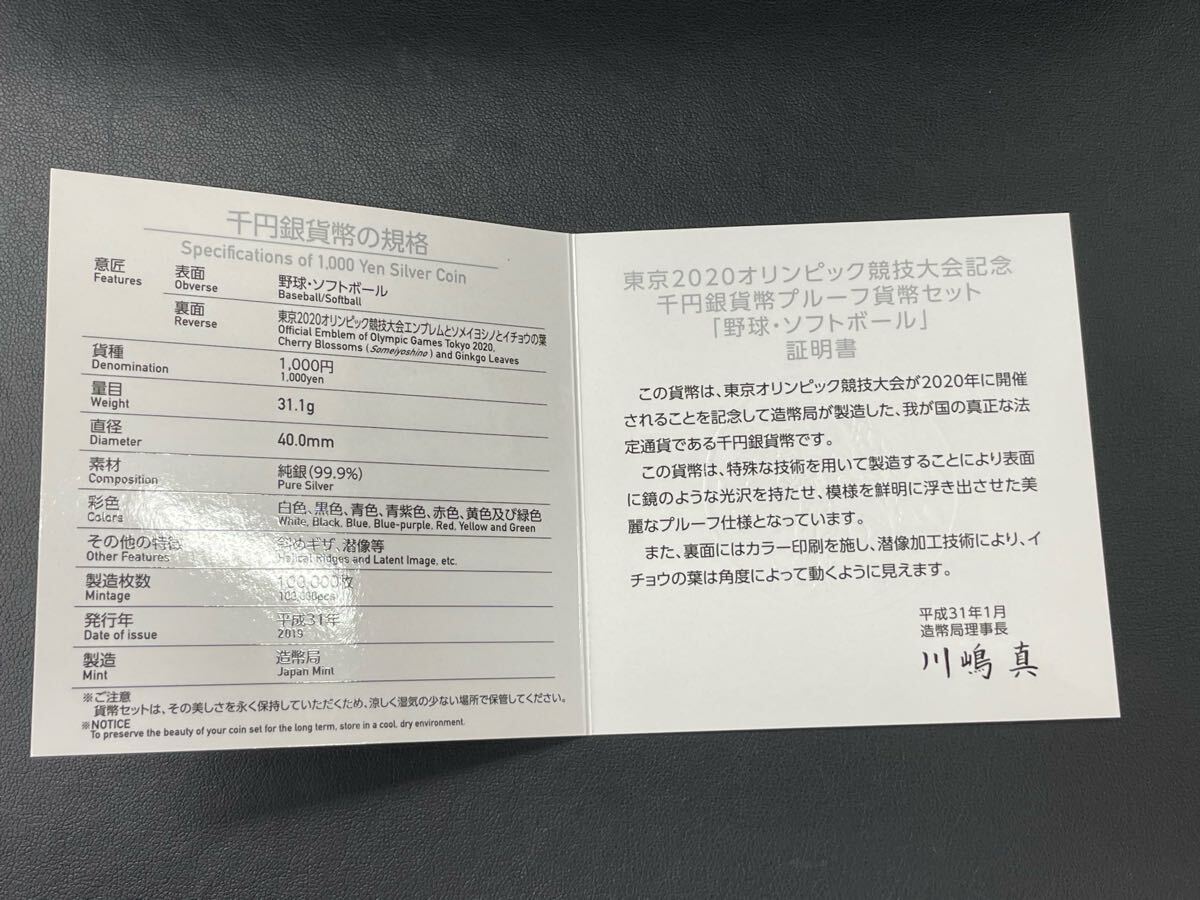 千円銀貨幣の規格
Specifications of 1,000 Yen Silver Coin
意匠
Features
表面
Obverse
野球・ソフトボール
Baseball/Softball
裏面
Reverse
東京2020オリンピック競技大会エンブレムとソメイヨシノとイチョウの葉
Official Emblem of Olympic Games Tokyo 2020,
Cherry Blossoms (Someiyoshino) and Ginkgo Leaves
貨種
Denomination
1,000円
1,000yen
量目
Weight
31.1g
直径
Diameter
40.0mm
素材
Composition
純銀(99.9%)
Pure Silver
彩色
Colors
白色、黒色、青色、青紫色、赤色、黄色及び緑色
White, Black, Blue, Blue-purple, Red, Yellow and Green
その他の特徴
Other Features
斜めギザ、潜像等
Helical Ridges and Latent Image, etc.
製造枚数
Mintage
100,000枚
100,000pcs
発行年
Date of issue
平成31年
2019
製造
Mint
造幣局
Japan Mint
※ご注意
貨幣セットは、その美しさを永く保持していただくため、涼しく湿気の少ない場所で保管してください。
※NOTICE
To preserve the beauty of your coin set for the long term, store in a cool, dry environment.
東京2020オリンピック競技大会記念
千円銀貨幣プルーフ貨幣セット
「野球・ソフトボール」
証明書
この貨幣は、東京オリンピック競技大会が2020年に開催
されることを記念して造幣局が製造した、我が国の真正な法
定通貨である千円銀貨幣です。
この貨幣は、特殊な技術を用いて製造することにより表面
に鏡のような光沢を持たせ、模様を鮮明に浮き出させた美
麗なプルーフ仕様となっています。
また、裏面にはカラー印刷を施し、潜像加工技術により、イ
チョウの葉は角度によって動くように見えます。
平成31年1月
造幣局理事長
川嶋 真